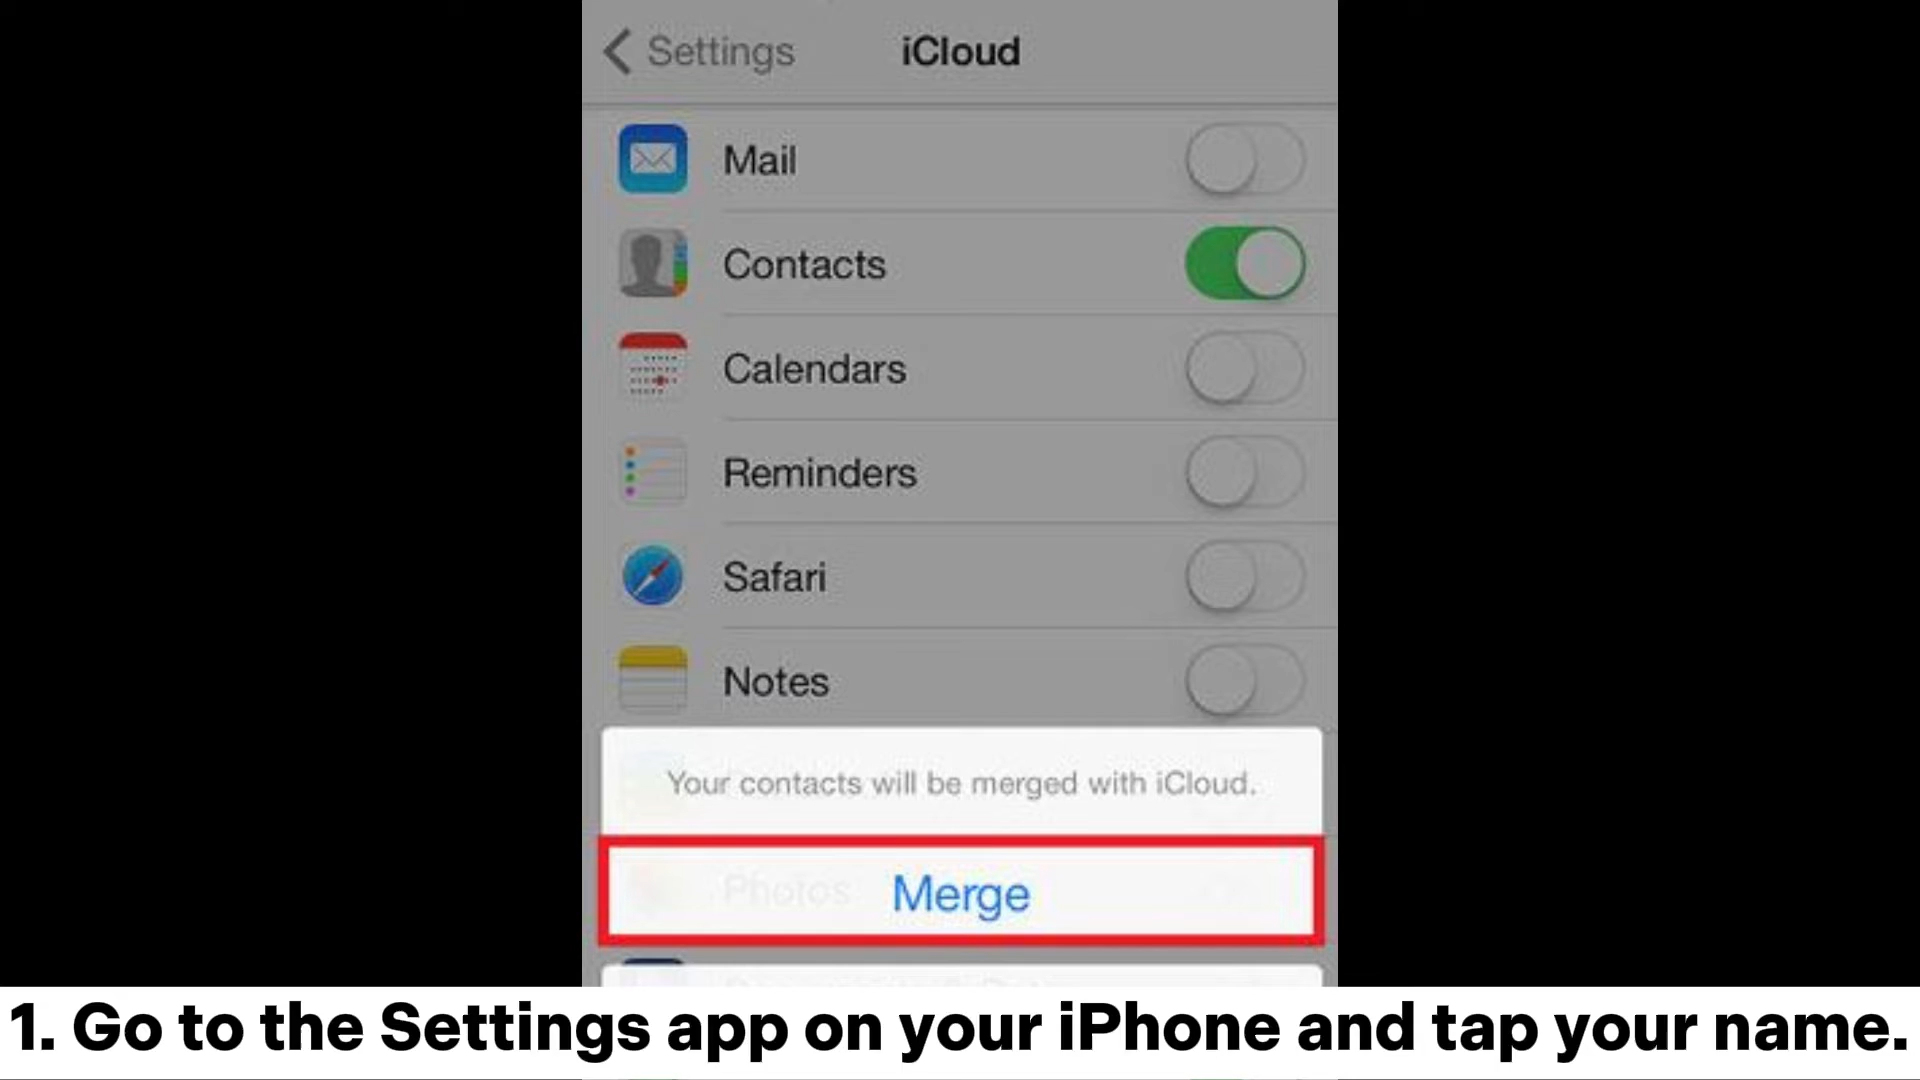 Settings iCloud
Mail
Contacts
Calendars
Reminders
Safari
Notes
Your contacts will be merged with iCloud.
Photos Merge
1. Go to the Settings app on your iPhone and tap your name.